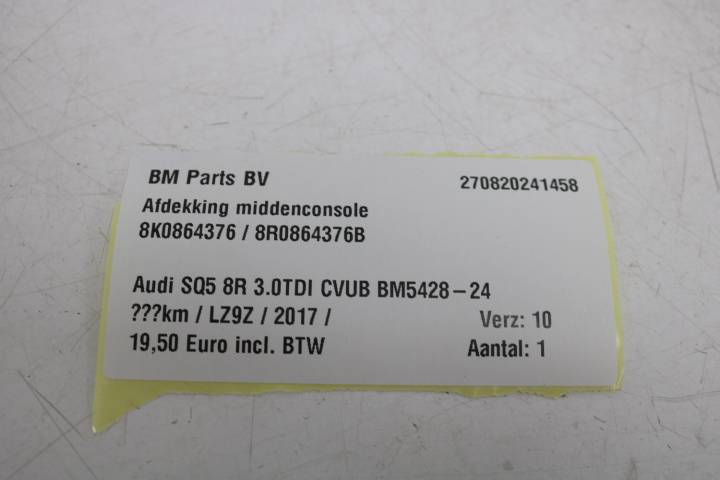 BM Parts BV 270820241458
Afdekking middenconsole
8K0864376 / 8R0864376B
Audi SQ5 8R 3.0TDI CVUB BM5428-24
???km / LZ9Z / 2017 / Verz: 10
19,50 Euro incl. BTW Aantal: 1